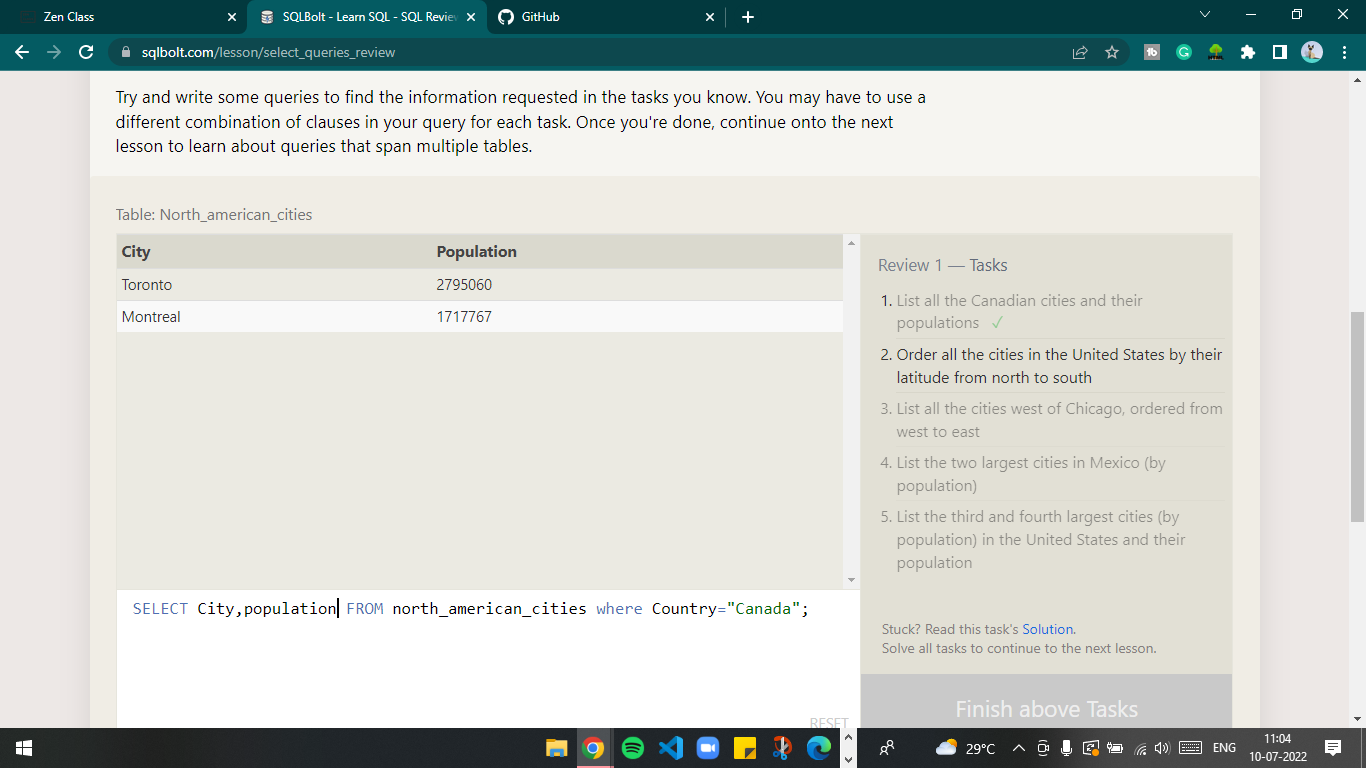 Zen Class
SQLBolt - Learn SQL - SQL Review
GitHub
sqlbolt.com/lesson/select_queries_review
Try and write some queries to find the information requested in the tasks you know. You may have to use a
different combination of clauses in your query for each task. Once you're done, continue onto the next
lesson to learn about queries that span multiple tables.
Table: North_american_cities
City Population
Toronto 2795060
Montreal 1717767
Review 1 — Tasks
1. List all the Canadian cities and their
populations ✓
2. Order all the cities in the United States by their
latitude from north to south
3. List all the cities west of Chicago, ordered from
west to east
4. List the two largest cities in Mexico (by
population)
5. List the third and fourth largest cities (by
population) in the United States and their
population
SELECT City,population FROM north_american_cities where Country="Canada";
RESET
Stuck? Read this task's Solution.
Solve all tasks to continue to the next lesson.
Finish above Tasks
29°C
ENG
11:04
10-07-2022